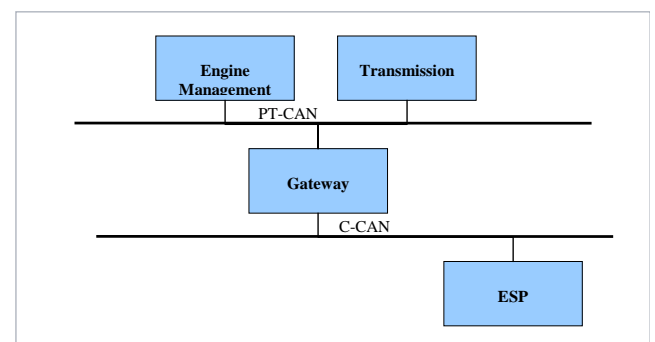 Engine
Management
Transmission
PT-CAN
Gateway
C-CAN
ESP